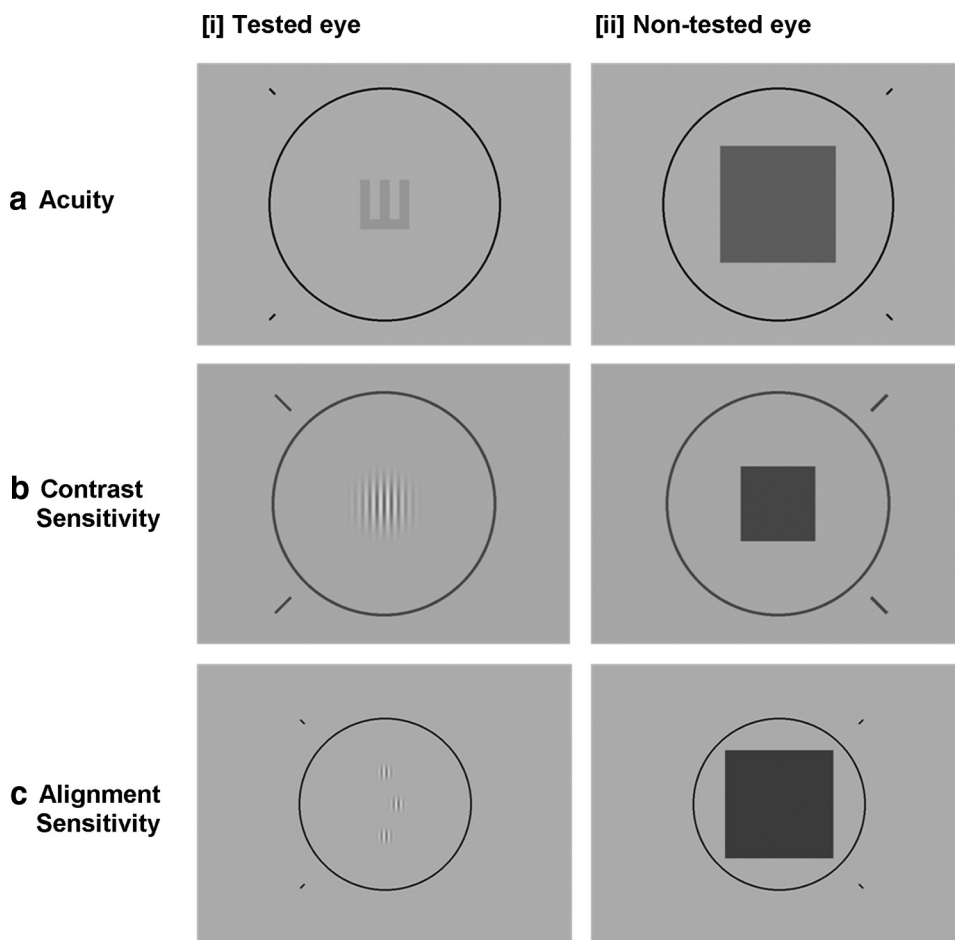 [i] Tested eye
[ii] Non-tested eye
a Acuity
b Contrast
Sensitivity
c Alignment
Sensitivity